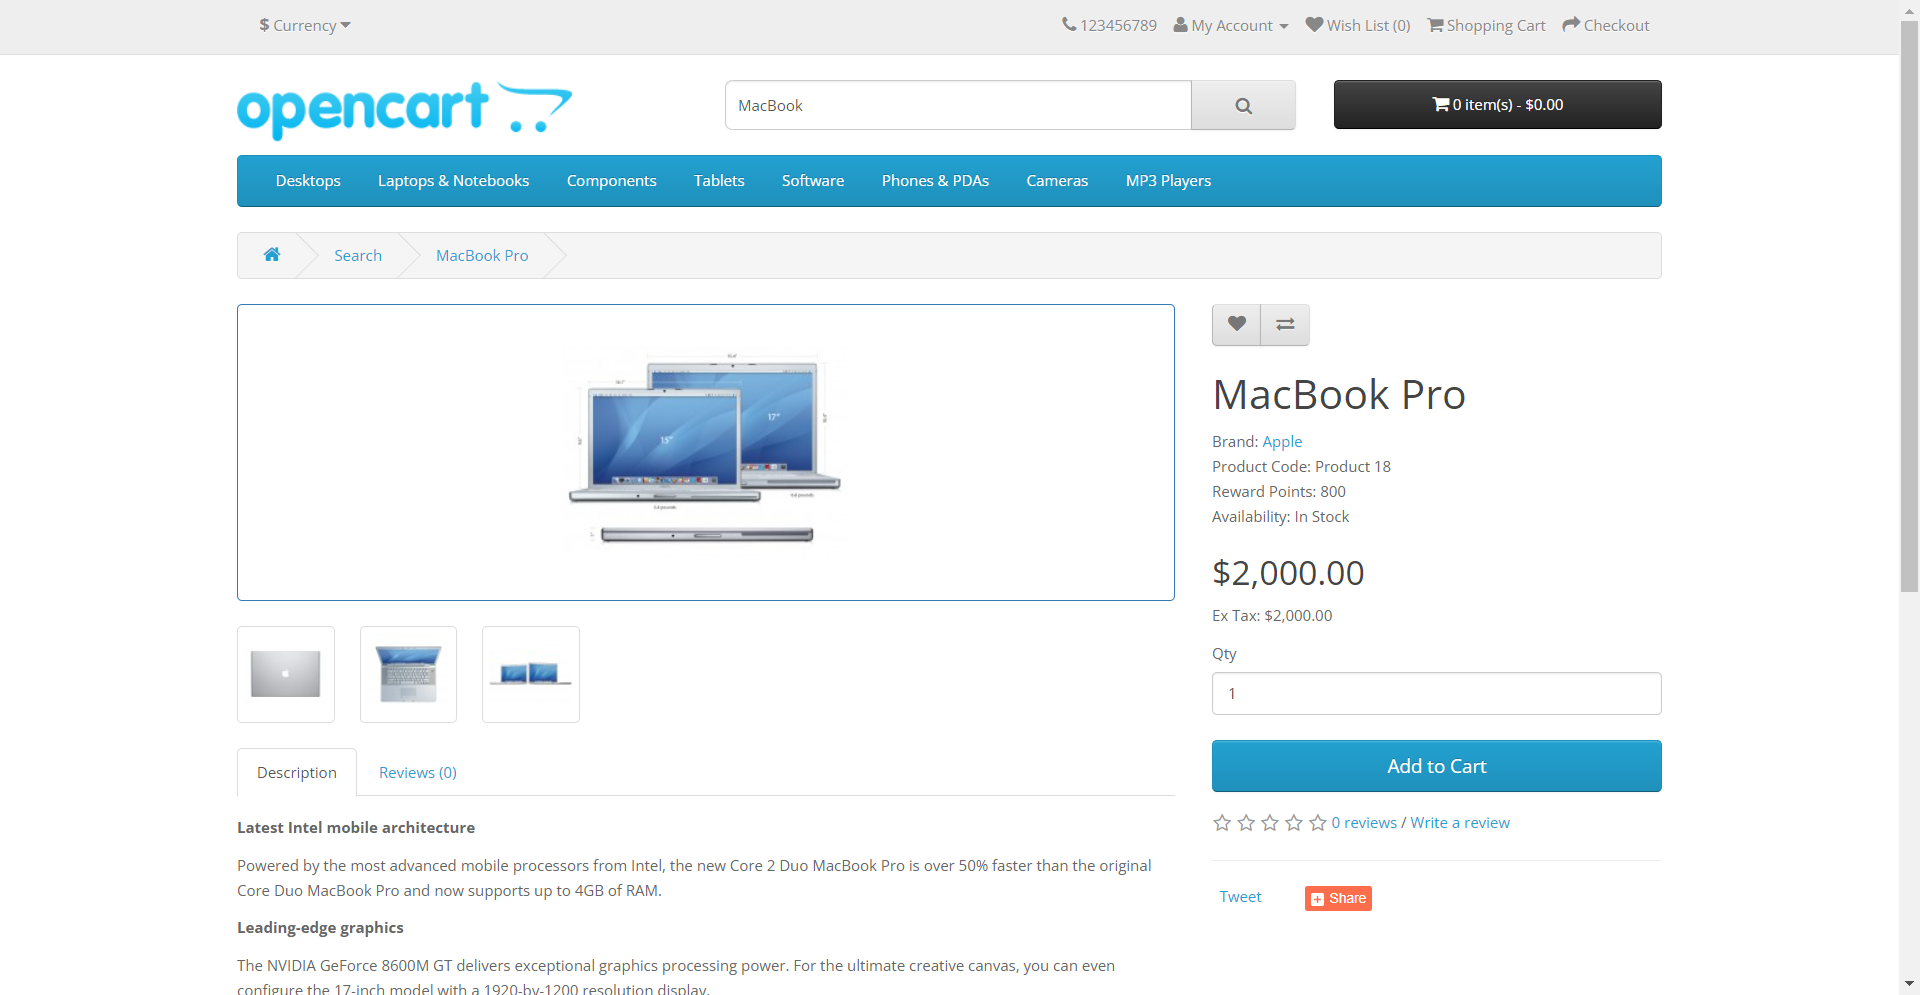 $ Currency
123456789 My Account Wish List (0) Shopping Cart Checkout
opencart
MacBook
0 item(s) - $0.00
Desktops Laptops & Notebooks Components Tablets Software Phones & PDAs Cameras MP3 Players
Search MacBook Pro
15"
17"
MacBook Pro
Brand: Apple
Product Code: Product 18
Reward Points: 800
Availability: In Stock
$2,000.00
Ex Tax: $2,000.00
Qty
1
Add to Cart
0 reviews / Write a review
Tweet
Share
Description Reviews (0)
Latest Intel mobile architecture
Powered by the most advanced mobile processors from Intel, the new Core 2 Duo MacBook Pro is over 50% faster than the original
Core Duo MacBook Pro and now supports up to 4GB of RAM.
Leading-edge graphics
The NVIDIA GeForce 8600M GT delivers exceptional graphics processing power. For the ultimate creative canvas, you can even
configure the 17-inch model with a 1920-by-1200 resolution display.